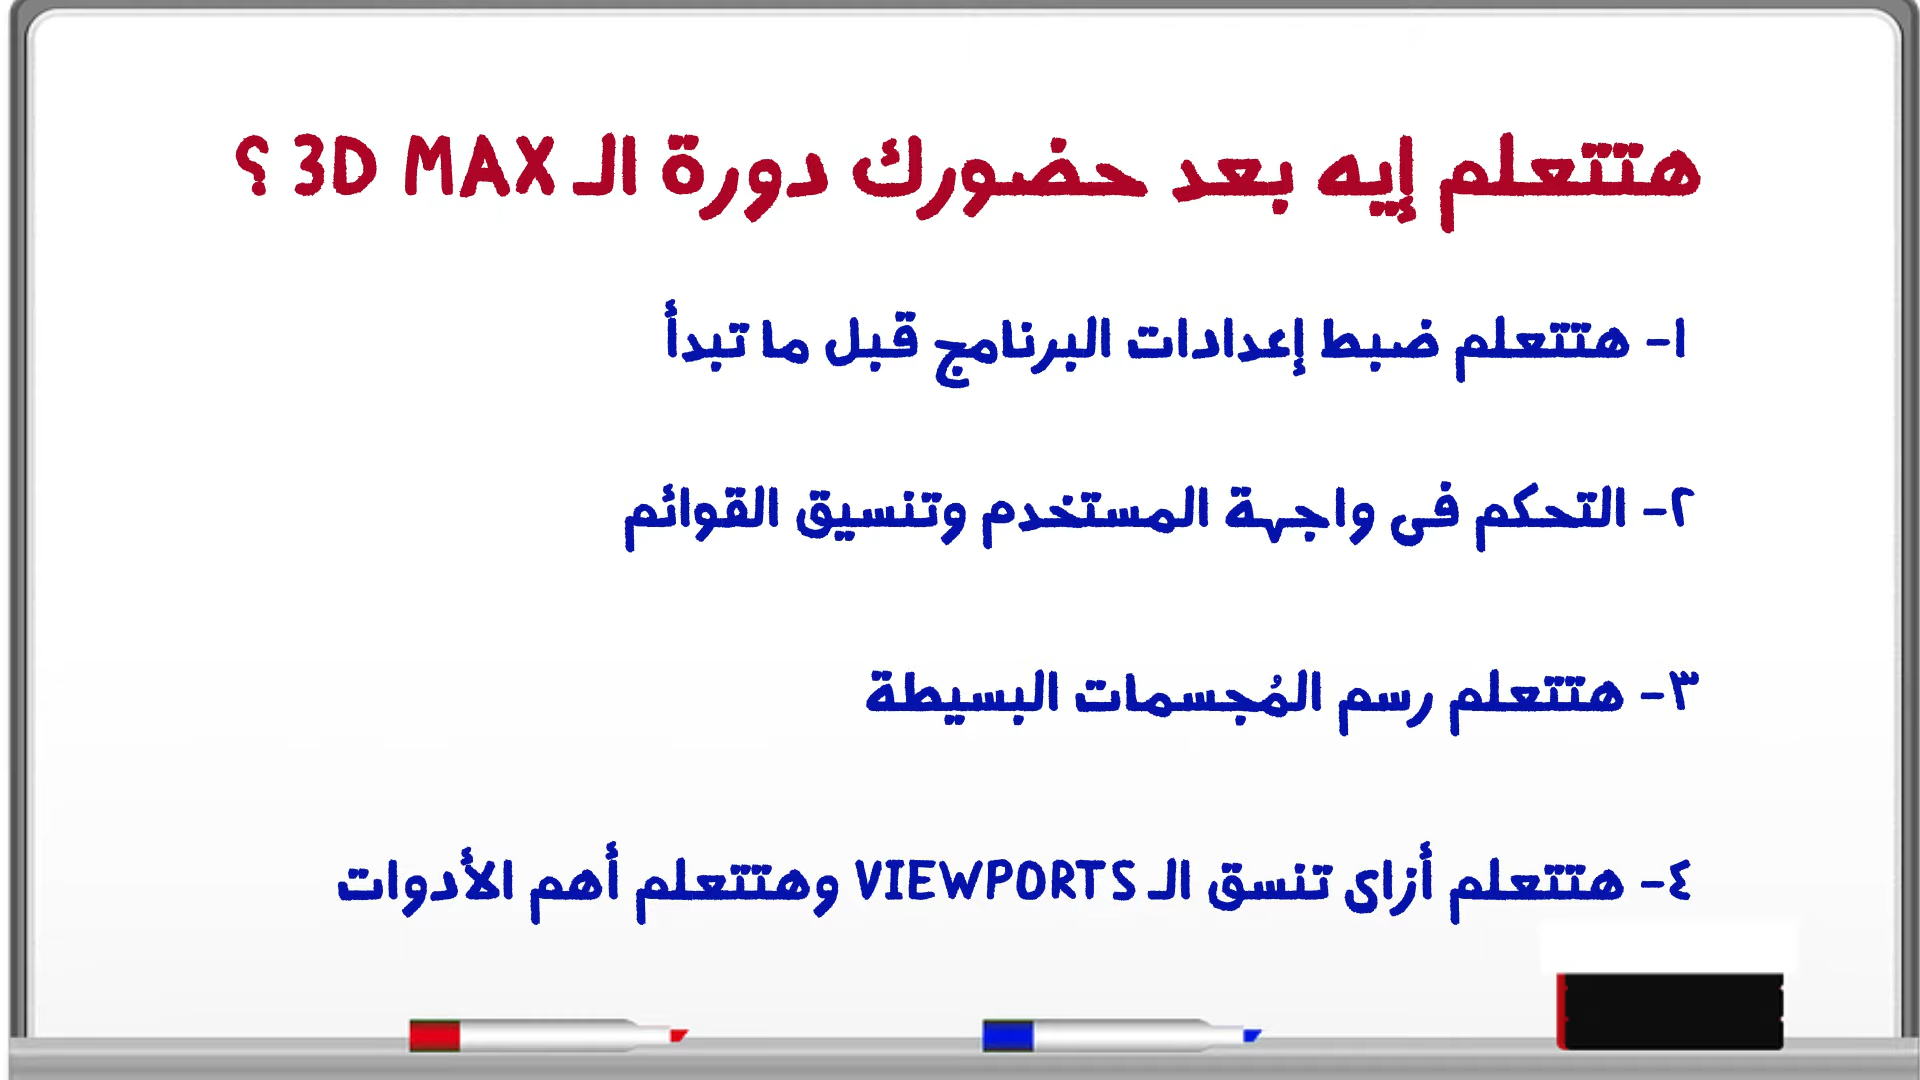 هتتعلم إيه بعد حضورك دورة الـ 3D MAX ؟
١- هتتعلم ضبط إعدادات البرنامج قبل ما تبدأ
٢- التحكم فى واجهة المستخدم وتنسيق القوائم
٣- هتتعلم رسم المُجسمات البسيطة
٤- هتتعلم أزاى تنسق الـ VIEWPORTS وهتتعلم أهم الأدوات